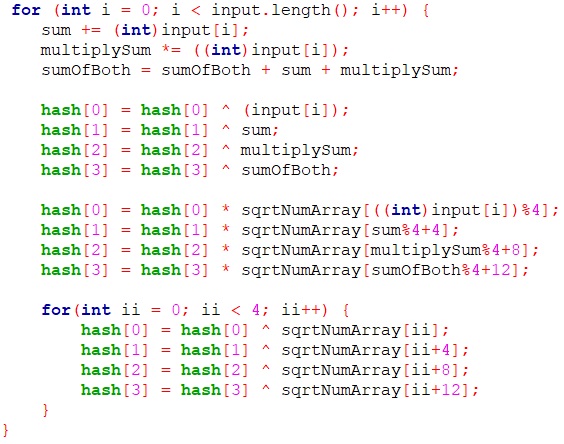 for (int i = 0; i < input.length(); i++) {
sum += (int)input[i];
multiplySum *= ((int)input[i]);
sumOfBoth = sumOfBoth + sum + multiplySum;
hash[0] = hash[0] ^ (input[i]);
hash[1] = hash[1] ^ sum;
hash[2] = hash[2] ^ multiplySum;
hash[3] = hash[3] ^ sumOfBoth;
hash[0] = hash[0] * sqrtNumArray[((int)input[i])%4];
hash[1] = hash[1] * sqrtNumArray[sum%4+4];
hash[2] = hash[2] * sqrtNumArray[multiplySum%4+8];
hash[3] = hash[3] * sqrtNumArray[sumOfBoth%4+12];
for(int ii = 0; ii < 4; ii++) {
hash[0] = hash[0] ^ sqrtNumArray[ii];
hash[1] = hash[1] ^ sqrtNumArray[ii+4];
hash[2] = hash[2] ^ sqrtNumArray[ii+8];
hash[3] = hash[3] ^ sqrtNumArray[ii+12];
}
}